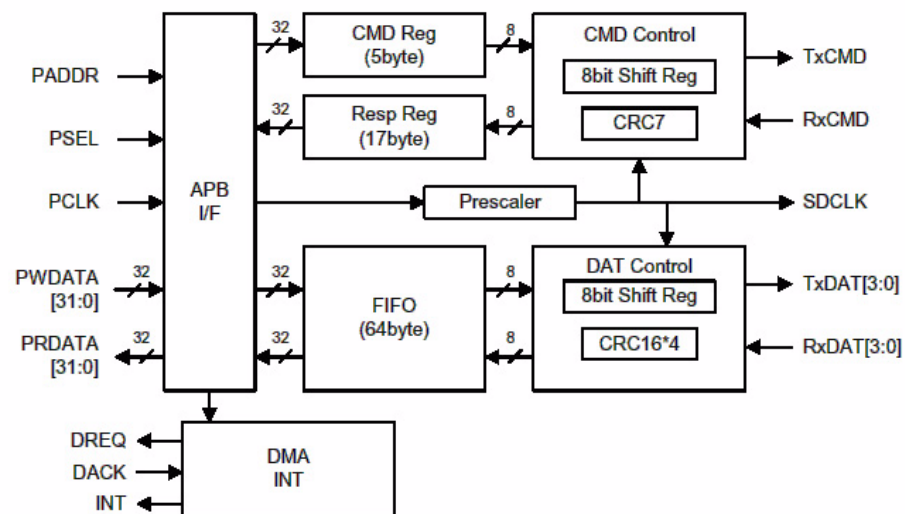 32
CMD Reg
(5byte)
8
CMD Control
8bit Shift Reg
CRC7
TxCMD
RxCMD
PADDR
PSEL
PCLK
APB
I/F
32
Resp Reg
(17byte)
8
Prescaler
SDCLK
PWDATA
[31:0]
32
PRDATA
[31:0]
32
32
32
FIFO
(64byte)
8
8
DAT Control
8bit Shift Reg
CRC16*4
TxDAT[3:0]
RxDAT[3:0]
DREQ
DACK
INT
DMA
INT